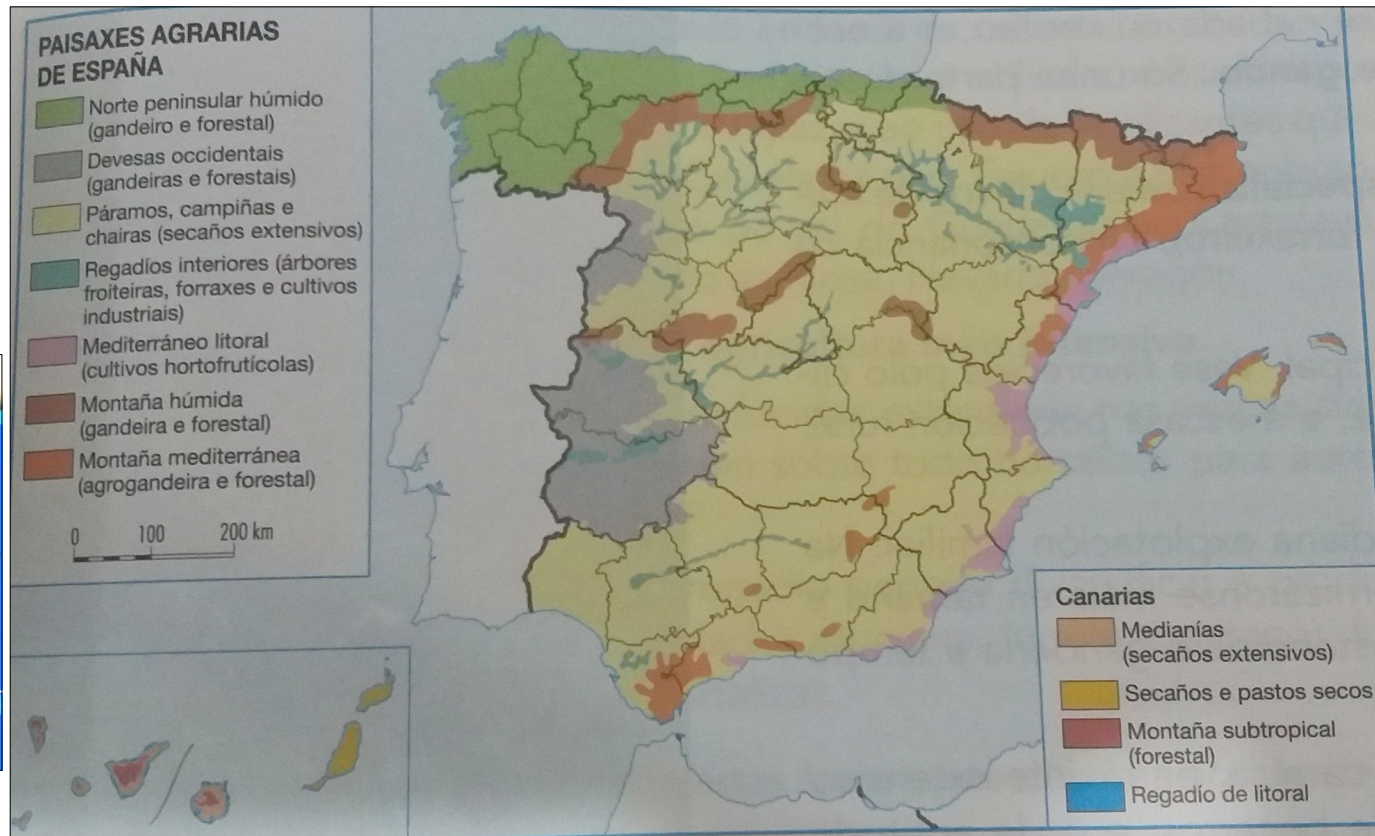 PAISAXES AGRARIAS
DE ESPAÑA
Norte peninsular húmido
(gandeiro e forestal)
Devesas occidentais
(gandeiras e forestais)
Páramos, campiñas e
chairas (secaños extensivos)
Regadíos interiores (árbores
froiteiras, forraxes e cultivos
industriais)
Mediterráneo litoral
(cultivos hortofrutícolas)
Montaña húmida
(gandeira e forestal)
Montaña mediterránea
(agrogandeira e forestal)
0 100 200 km
Canarias
Medianías
(secaños extensivos)
Secaños e pastos secos
Montaña subtropical
(forestal)
Regadío de litoral